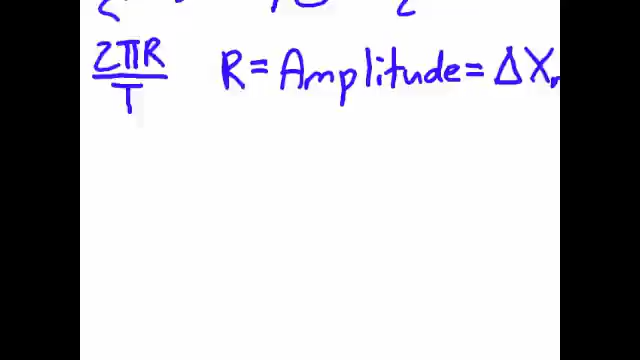 2πR/T R = Amplitude = ΔX